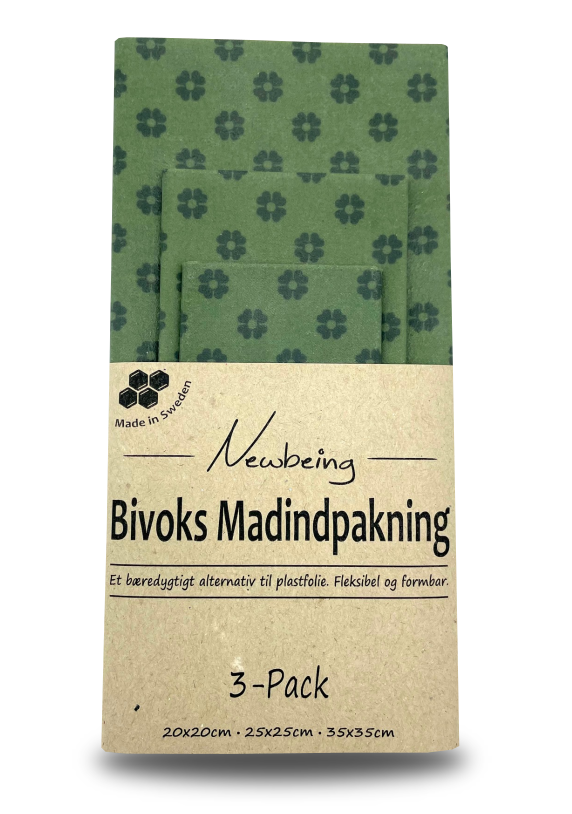 Made in Sweden
Newbeing
Bivoks Madindpakning
Et bæredygtigt alternativ til plastfolie. Fleksibel og formbar.
3-Pack
20x20cm · 25x25cm · 35x35cm